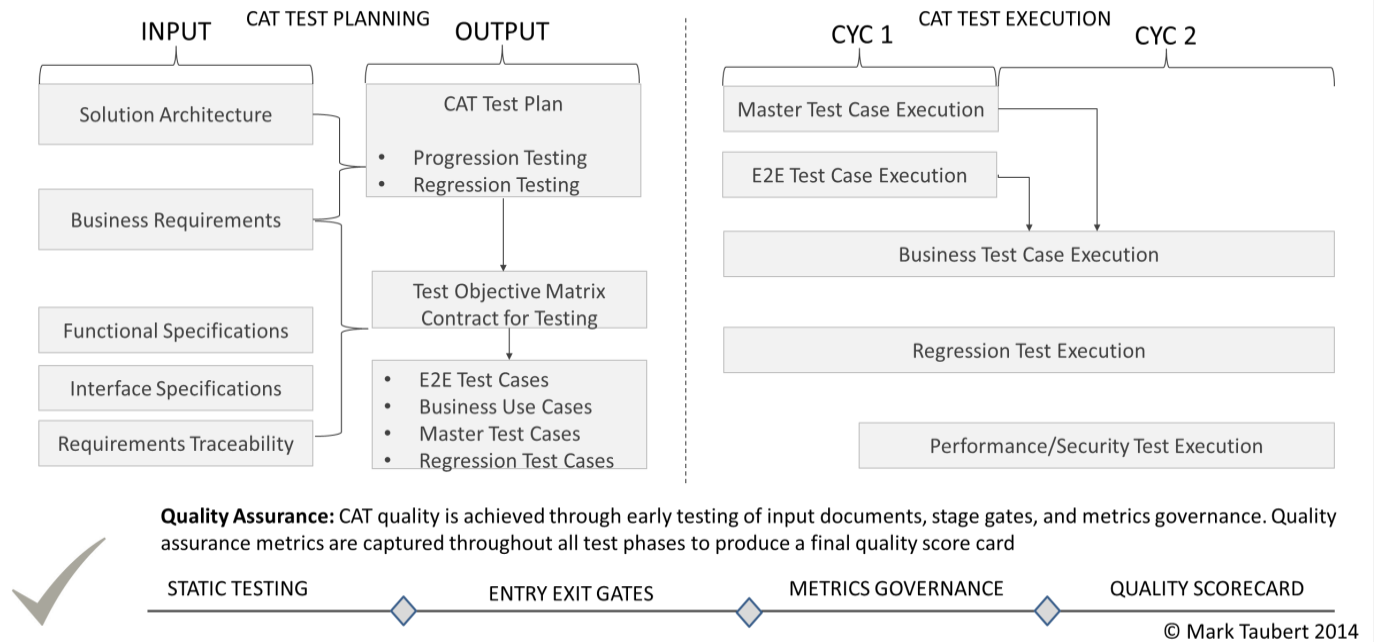 CAT TEST PLANNING
INPUT
OUTPUT
Solution Architecture
Business Requirements
Functional Specifications
Interface Specifications
Requirements Traceability
CAT Test Plan
• Progression Testing
• Regression Testing
Test Objective Matrix
Contract for Testing
• E2E Test Cases
• Business Use Cases
• Master Test Cases
• Regression Test Cases
CAT TEST EXECUTION
CYC 1
CYC 2
Master Test Case Execution
E2E Test Case Execution
Business Test Case Execution
Regression Test Execution
Performance/Security Test Execution
Quality Assurance: CAT quality is achieved through early testing of input documents, stage gates, and metrics governance. Quality
assurance metrics are captured throughout all test phases to produce a final quality score card
STATIC TESTING
ENTRY EXIT GATES
METRICS GOVERNANCE
QUALITY SCORECARD
© Mark Taubert 2014